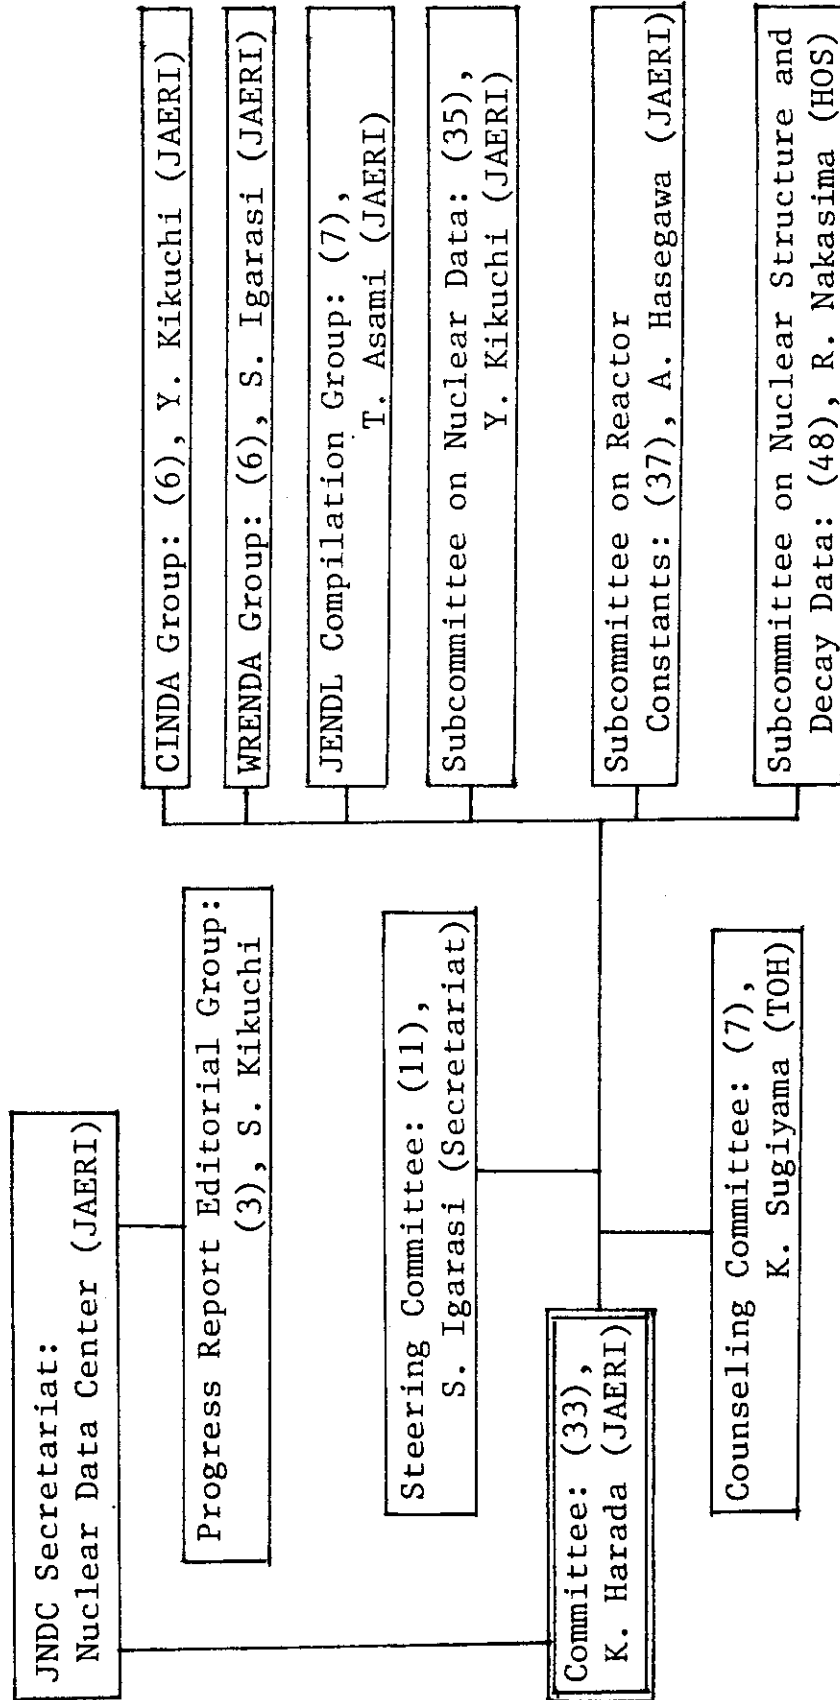 JNDC Secretariat:
Nuclear Data Center (JAERI)
Progress Report Editorial Group:
(3), S. Kikuchi
Steering Committee: (11),
S. Igarasi (Secretariat)
Committee: (33),
K. Harada (JAERI)
Counseling Committee: (7),
K. Sugiyama (TOH)
CINDA Group: (6), Y. Kikuchi (JAERI)
WRENDA Group: (6), S. Igarasi (JAERI)
JENDL Compilation Group: (7),
T. Asami (JAERI)
Subcommittee on Nuclear Data: (35),
Y. Kikuchi (JAERI)
Subcommittee on Reactor
Constants: (37), A. Hasegawa (JAERI)
Subcommittee on Nuclear Structure and
Decay Data: (48), R. Nakasima (HOS)